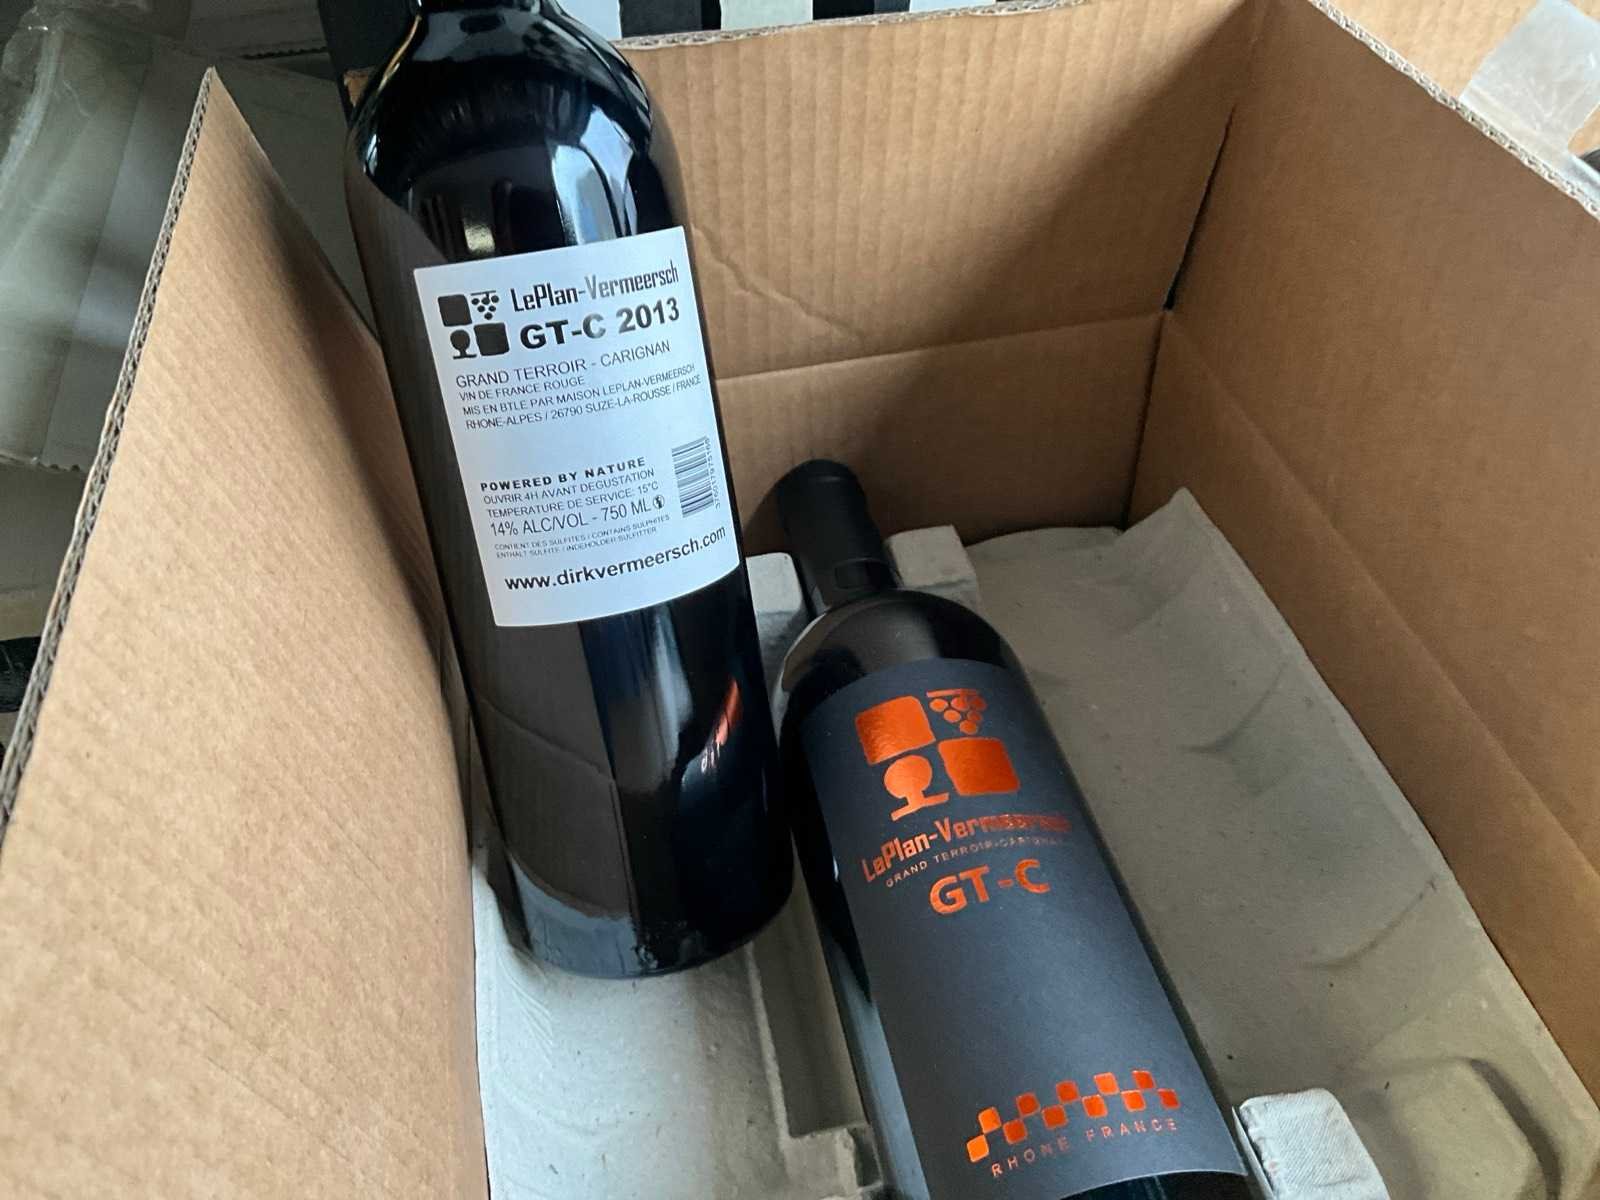 LePlan-Vermeersch
GT-C 2013
GRAND TERROIR - CARIGNAN
VIN DE FRANCE ROUGE
MIS EN BTLE PAR MAISON LEPLAN-VERMEERSCH
RHONE-ALPES / 26790 SUZE-LA-ROUSSE / FRANCE
POWERED BY NATURE
OUVRIR 4H AVANT DEGUSTATION
TEMPERATURE DE SERVICE: 15°C
14% ALC/VOL - 750 ML
CONTIENT DES SULFITES / CONTAINS SULPHITES
ENTHALT SULFITE / INDEHOLDER SULFITTER
www.dirkvermeersch.com
LePlan-Vermeersch
GRAND TERROIR-CARIGNAN
GT-C
RHONE FRANCE